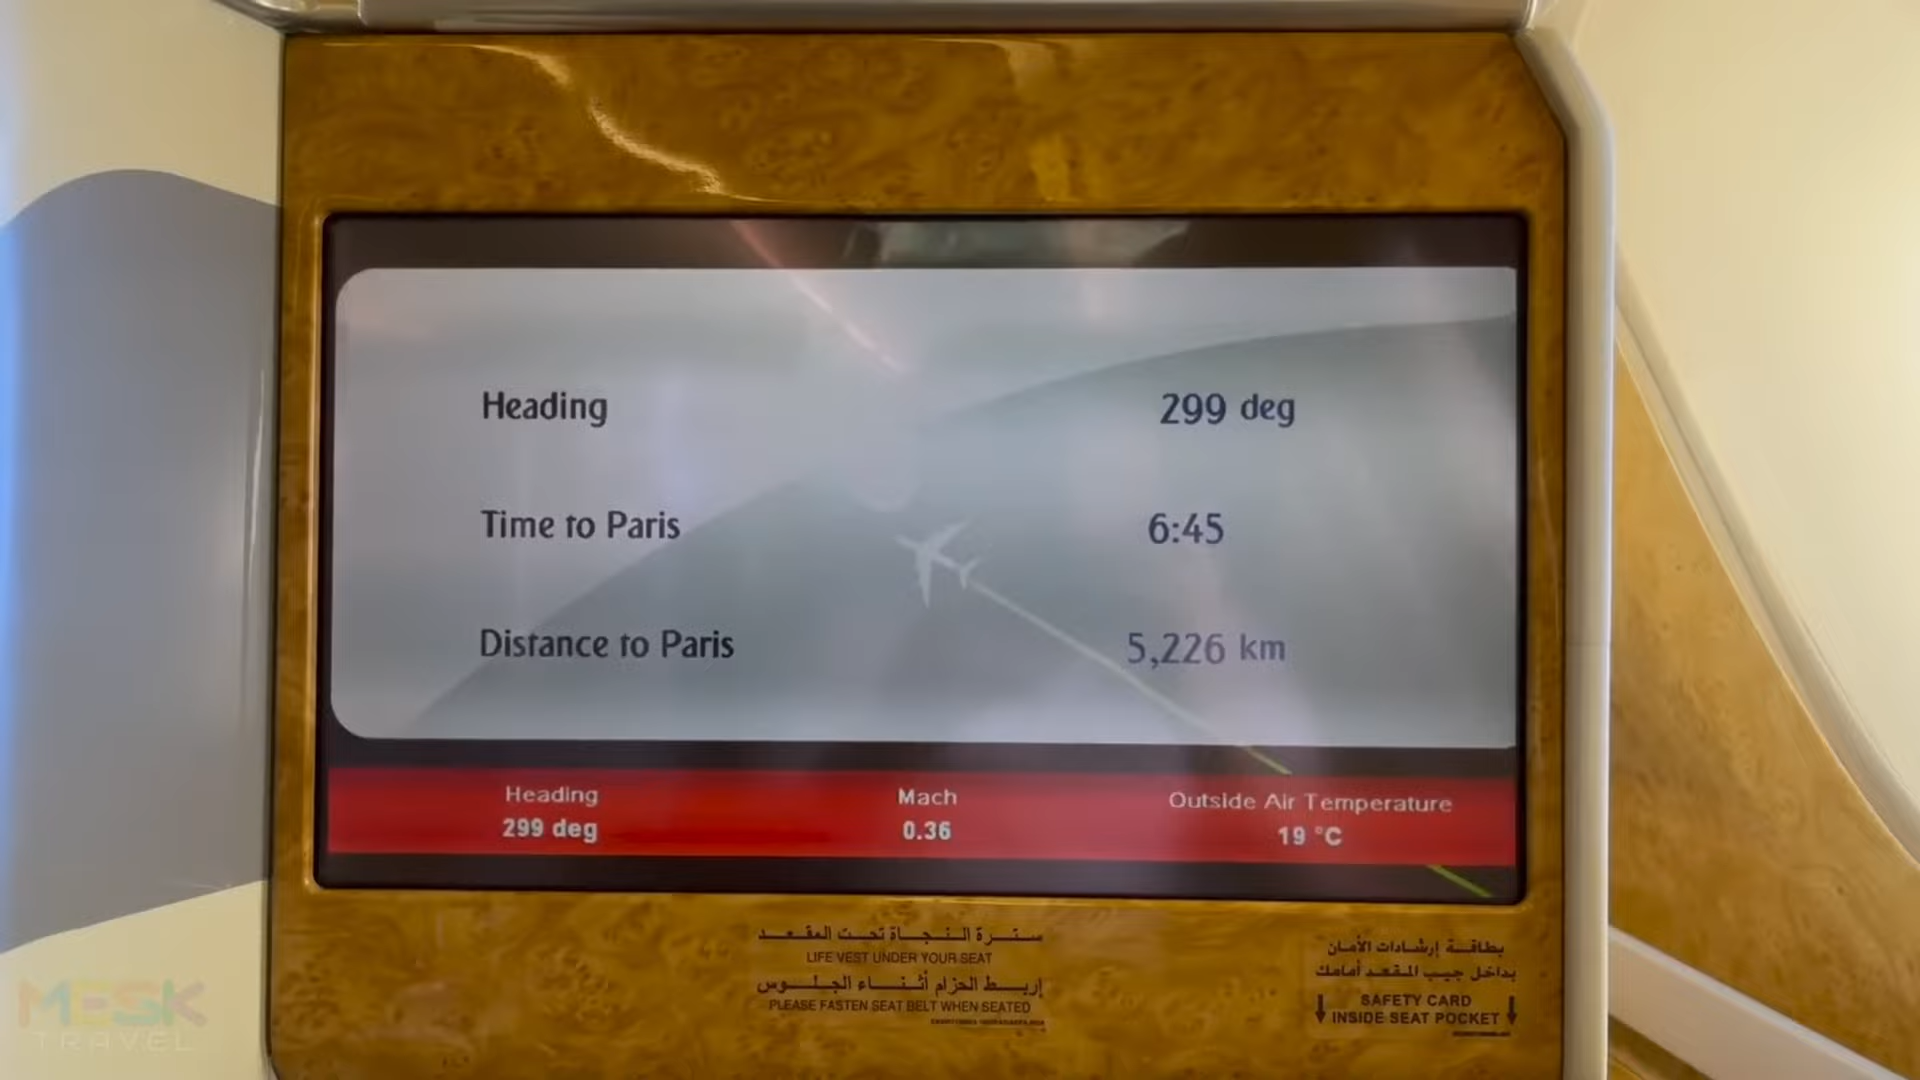 Heading 299 deg
Time to Paris 6:45
Distance to Paris 5,226 km
Heading Mach Outside Air Temperature
299 deg 0.36 19 °C
سترة النجاة تحت المقعد
LIFE VEST UNDER YOUR SEAT
إربط الحزام أثناء الجلوس
PLEASE FASTEN SEAT BELT WHEN SEATED
بطاقة إرشادات الأمان
بداخل جيب المقعد أمامك
SAFETY CARD
INSIDE SEAT POCKET
MESK
TRAVEL